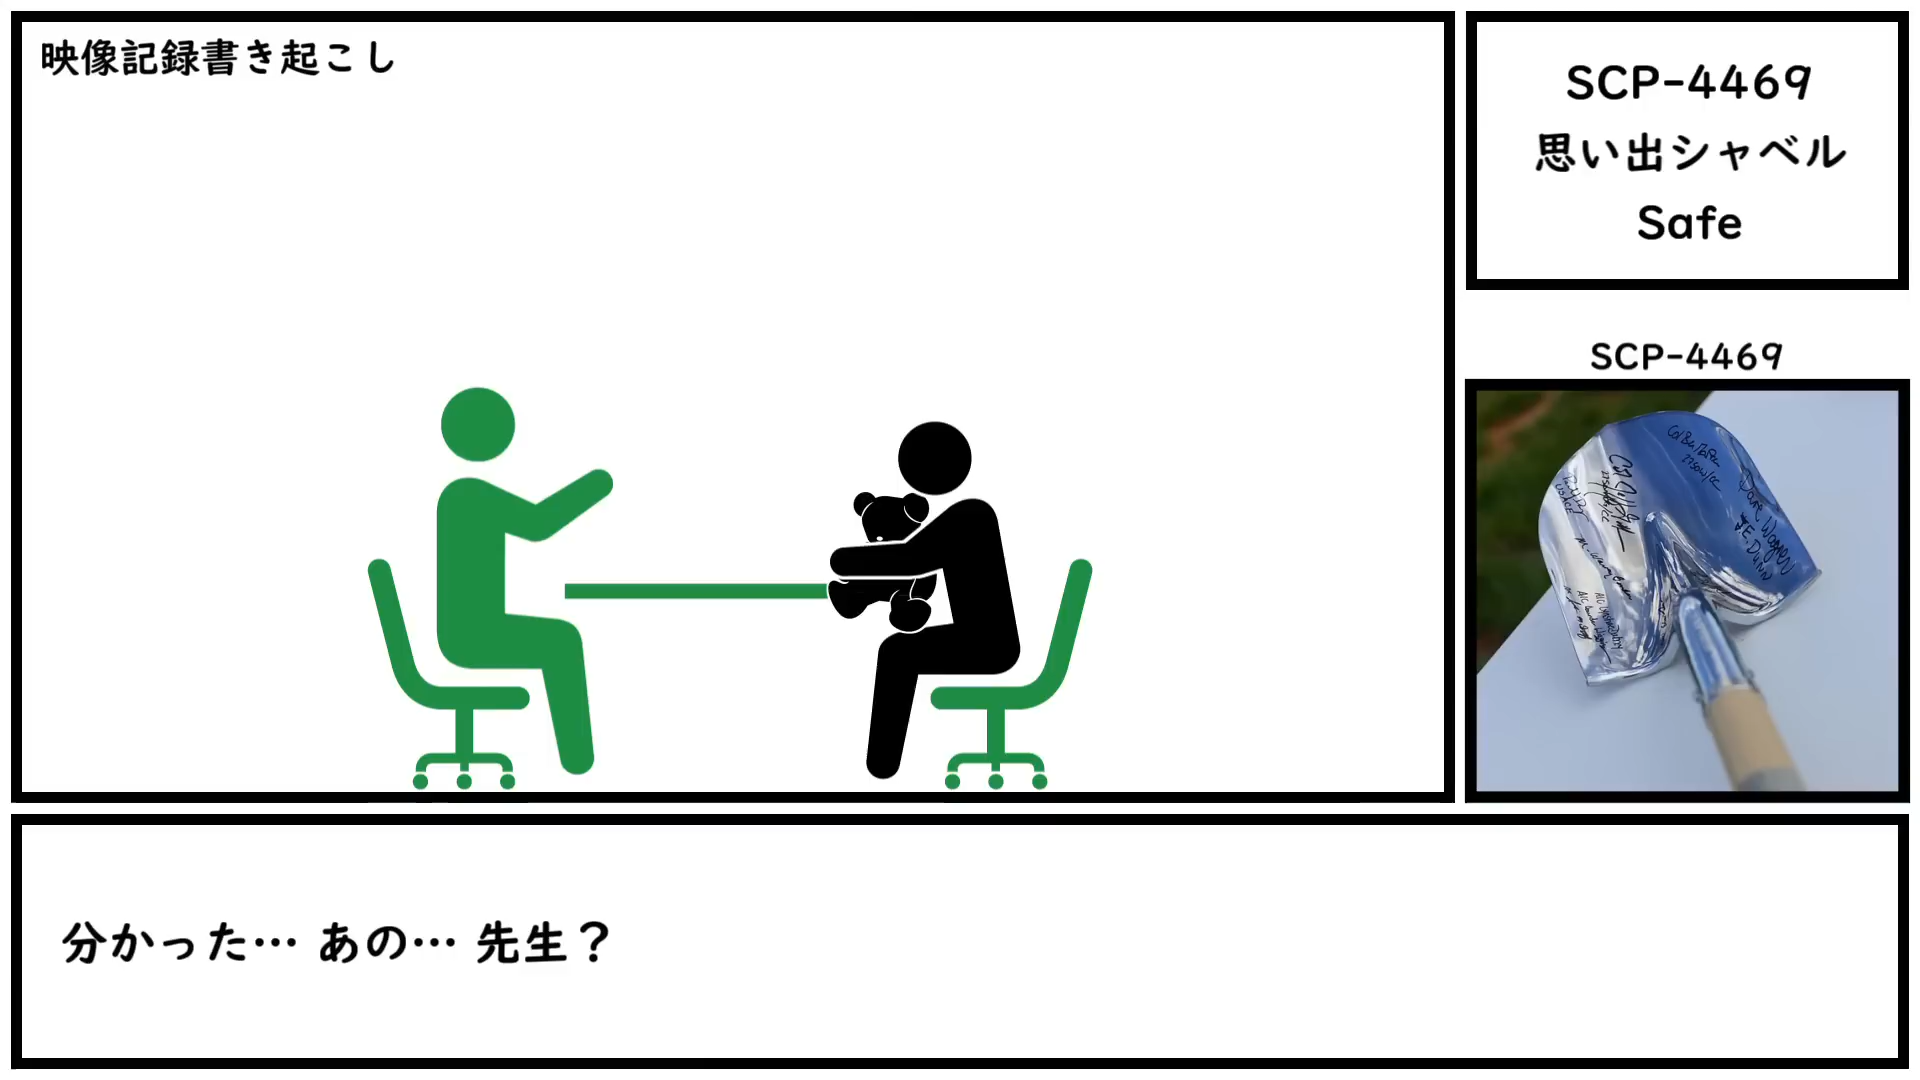 映像記録書き起こし
SCP-4469
思い出シャベル
Safe
SCP-4469
分かった… あの… 先生？